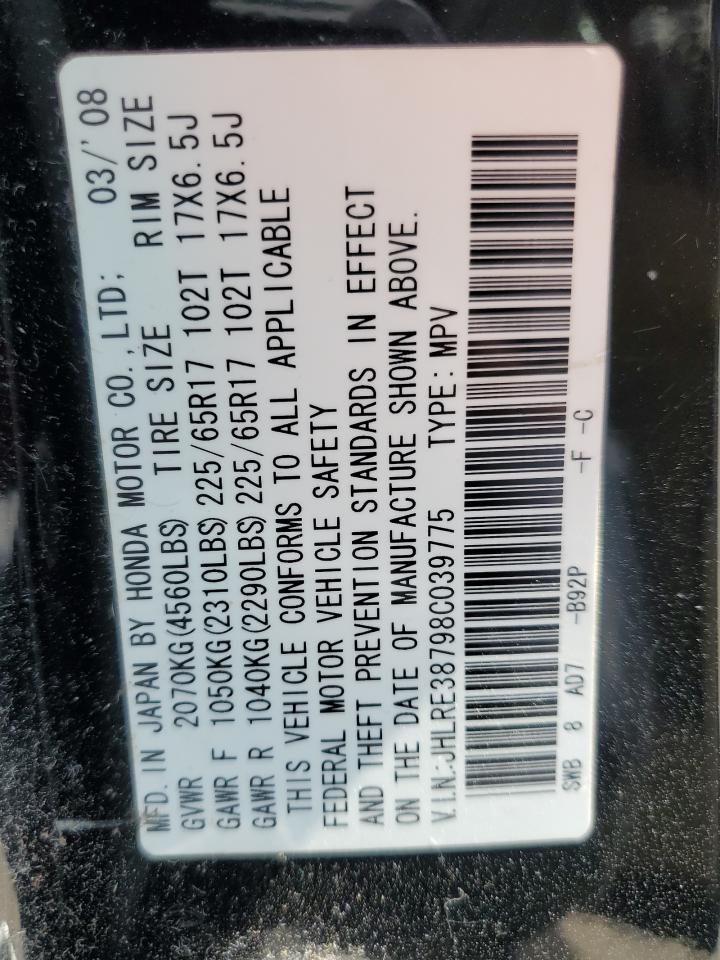 MFD. IN JAPAN BY HONDA MOTOR CO., LTD; 03/'08
GVWR 2070KG(4560LBS) TIRE SIZE RIM SIZE
GAWR F 1050KG(2310LBS) 225/65R17 102T 17X6.5J
GAWR R 1040KG(2290LBS) 225/65R17 102T 17X6.5J
THIS VEHICLE CONFORMS TO ALL APPLICABLE
FEDERAL MOTOR VEHICLE SAFETY
AND THEFT PREVENTION STANDARDS IN EFFECT
ON THE DATE OF MANUFACTURE SHOWN ABOVE.
V.I.N.:JHLRE38798C039775 TYPE: MPV
SWB 8 AD7 -B92P -F -C